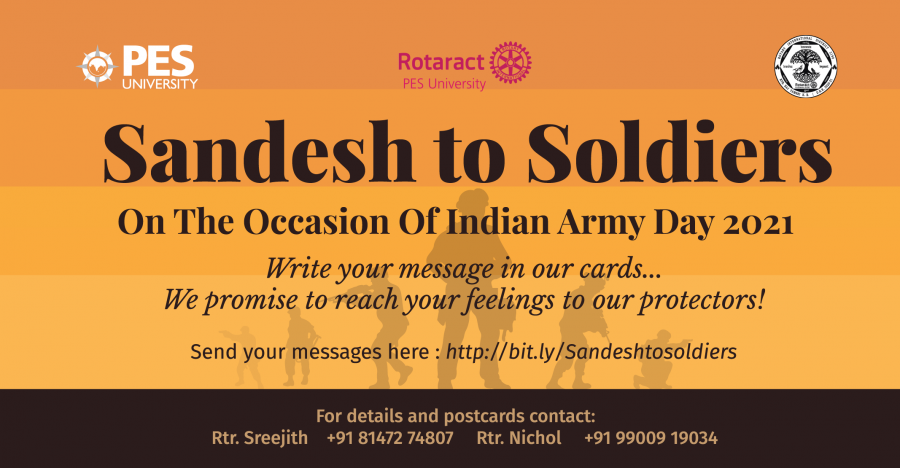 PES
UNIVERSITY
Rotaract
PES University
Sandesh to Soldiers
On The Occasion Of Indian Army Day 2021
Write your message in our cards...
We promise to reach your feelings to our protectors!
Send your messages here : http://bit.ly/Sandeshtosoldiers
For details and postcards contact:
Rtr. Sreejith +91 81472 74807 Rtr. Nichol +91 99009 19034